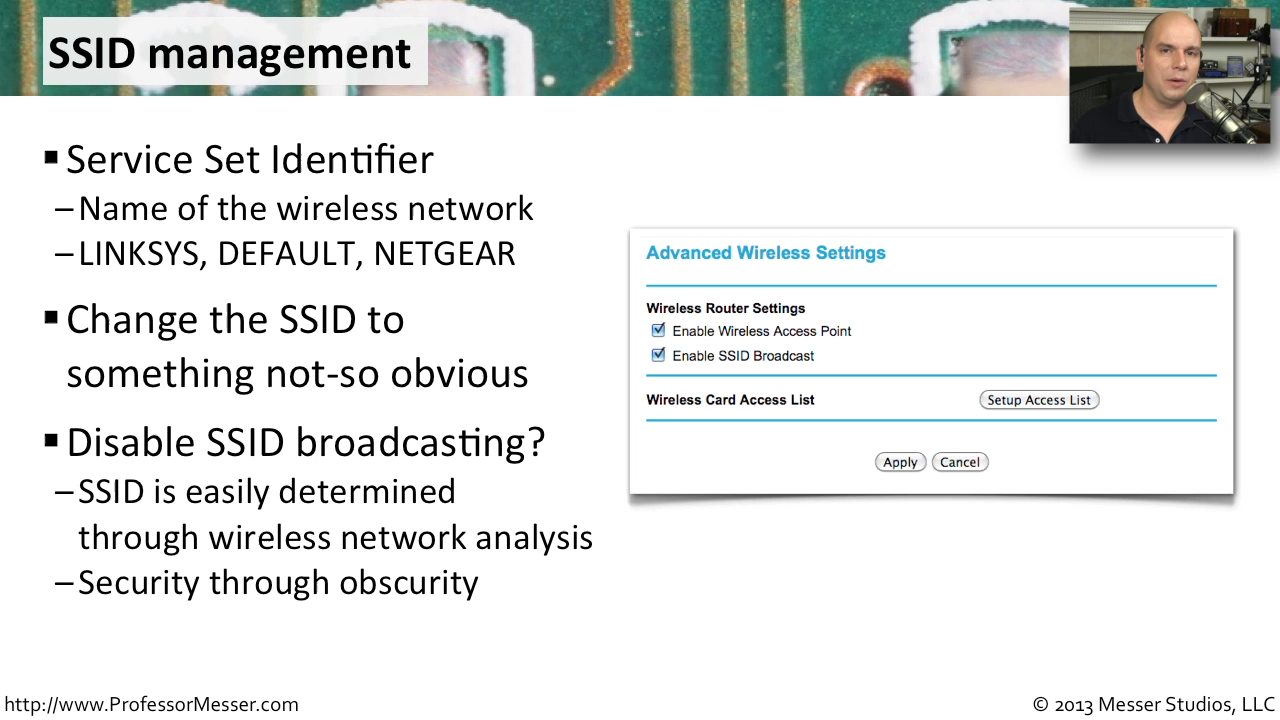 SSID management
▪ Service Set Identifier
– Name of the wireless network
– LINKSYS, DEFAULT, NETGEAR
▪ Change the SSID to
something not-so obvious
▪ Disable SSID broadcasting?
– SSID is easily determined
through wireless network analysis
– Security through obscurity
Advanced Wireless Settings
Wireless Router Settings
Enable Wireless Access Point
Enable SSID Broadcast
Wireless Card Access List Setup Access List
Apply Cancel
http://www.ProfessorMesser.com
© 2013 Messer Studios, LLC